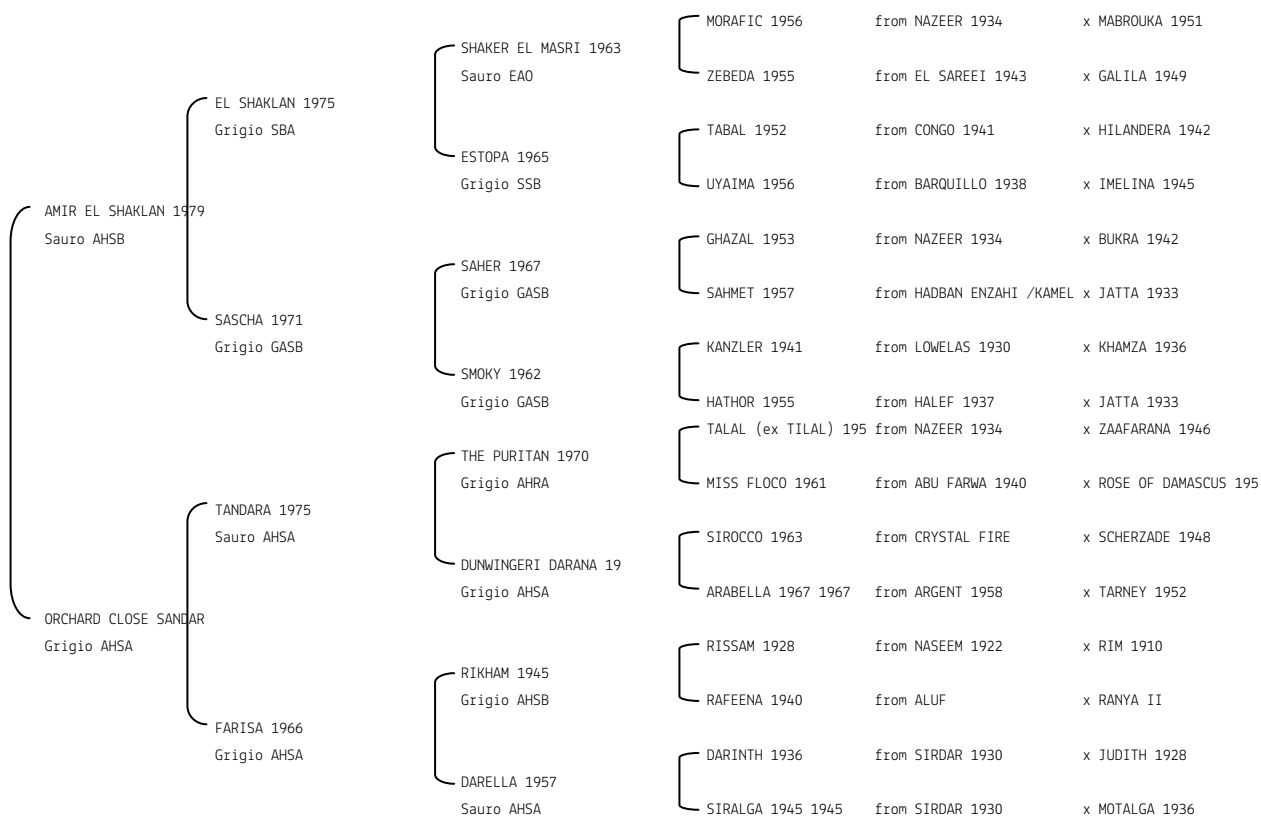 MORAFIC 1956 from NAZEER 1934 x MABROUKA 1951
SHAKER EL MASRI 1963
Sauro EAO
ZEBEDA 1955 from EL SAREEI 1943 x GALILA 1949
EL SHAKLAN 1975
Grigio SBA
TABAL 1952 from CONGO 1941 x HILANDERA 1942
ESTOPA 1965
Grigio SSB
UYAIMA 1956 from BARQUILLO 1938 x IMELINA 1945
AMIR EL SHAKLAN 1979
Sauro AHSB
GHAZAL 1953 from NAZEER 1934 x BUKRA 1942
SAHER 1967
Grigio GASB
SAHMET 1957 from HADBAN ENZAHI /KAMEL x JATTA 1933
SASCHA 1971
Grigio GASB
KANZLER 1941 from LOWELAS 1930 x KHAMZA 1936
SMOKY 1962
Grigio GASB
HATHOR 1955 from HALEF 1937 x JATTA 1933
TALAL (ex TILAL) 195 from NAZEER 1934 x ZAAFARANA 1946
THE PURITAN 1970
Grigio AHRA
MISS FLOCO 1961 from ABU FARWA 1940 x ROSE OF DAMASCUS 195
TANDARA 1975
Sauro AHSA
SIROCCO 1963 from CRYSTAL FIRE x SCHERZADE 1948
DUNWINGERI DARANA 19
Grigio AHSA
ARABELLA 1967 1967 from ARGENT 1958 x TARNEY 1952
ORCHARD CLOSE SANDAR
Grigio AHSA
RISSAM 1928 from NASEEM 1922 x RIM 1910
RIKHAM 1945
Grigio AHSB
RAFEENA 1940 from ALUF x RANYA II
FARISA 1966
Grigio AHSA
DARINTH 1936 from SIRDAR 1930 x JUDITH 1928
DARELLA 1957
Sauro AHSA
SIRALGA 1945 1945 from SIRDAR 1930 x MOTALGA 1936